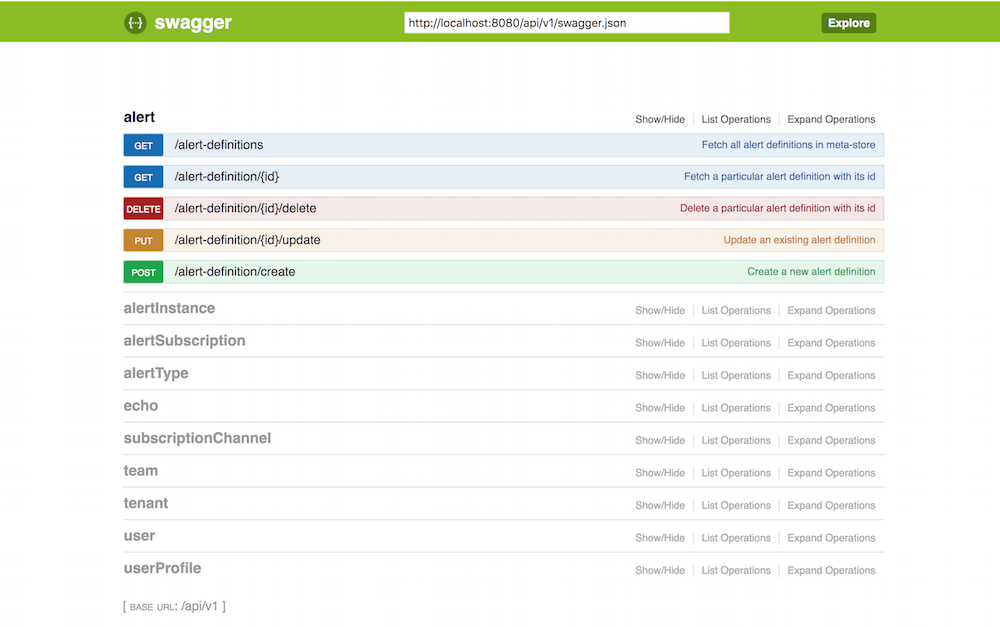 {··} swagger http://localhost:8080/api/v1/swagger.json Explore
alert Show/Hide List Operations Expand Operations
GET /alert-definitions Fetch all alert definitions in meta-store
GET /alert-definition/{id} Fetch a particular alert definition with its id
DELETE /alert-definition/{id}/delete Delete a particular alert definition with its id
PUT /alert-definition/{id}/update Update an existing alert definition
POST /alert-definition/create Create a new alert definition
alertInstance Show/Hide List Operations Expand Operations
alertSubscription Show/Hide List Operations Expand Operations
alertType Show/Hide List Operations Expand Operations
echo Show/Hide List Operations Expand Operations
subscriptionChannel Show/Hide List Operations Expand Operations
team Show/Hide List Operations Expand Operations
tenant Show/Hide List Operations Expand Operations
user Show/Hide List Operations Expand Operations
userProfile Show/Hide List Operations Expand Operations
[ BASE URL: /api/v1 ]